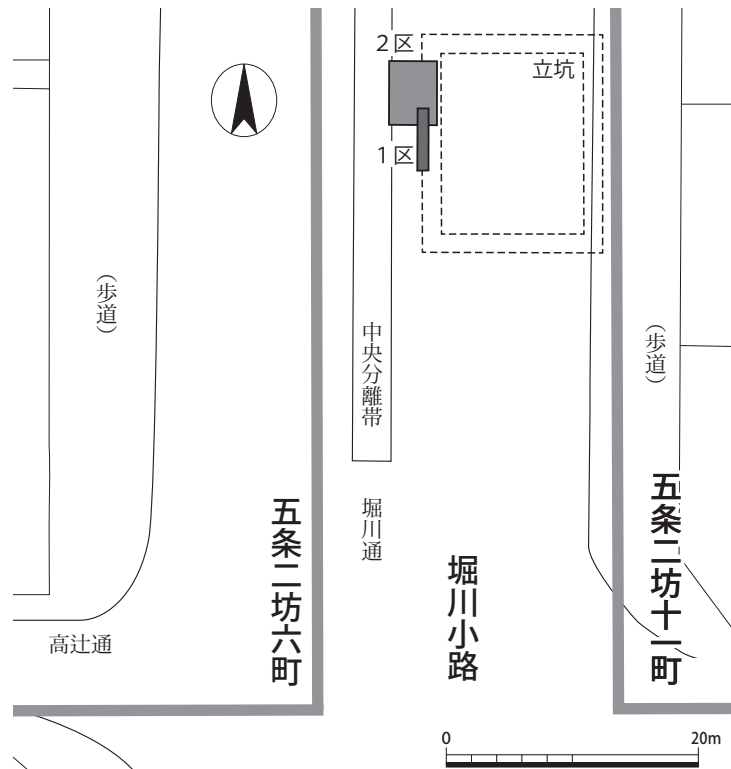 2区
立坑
1区
(歩道)
中央分離帯
(歩道)
堀川通
五条二坊六町
堀川小路
五条二坊十一町
高辻通
0
20m